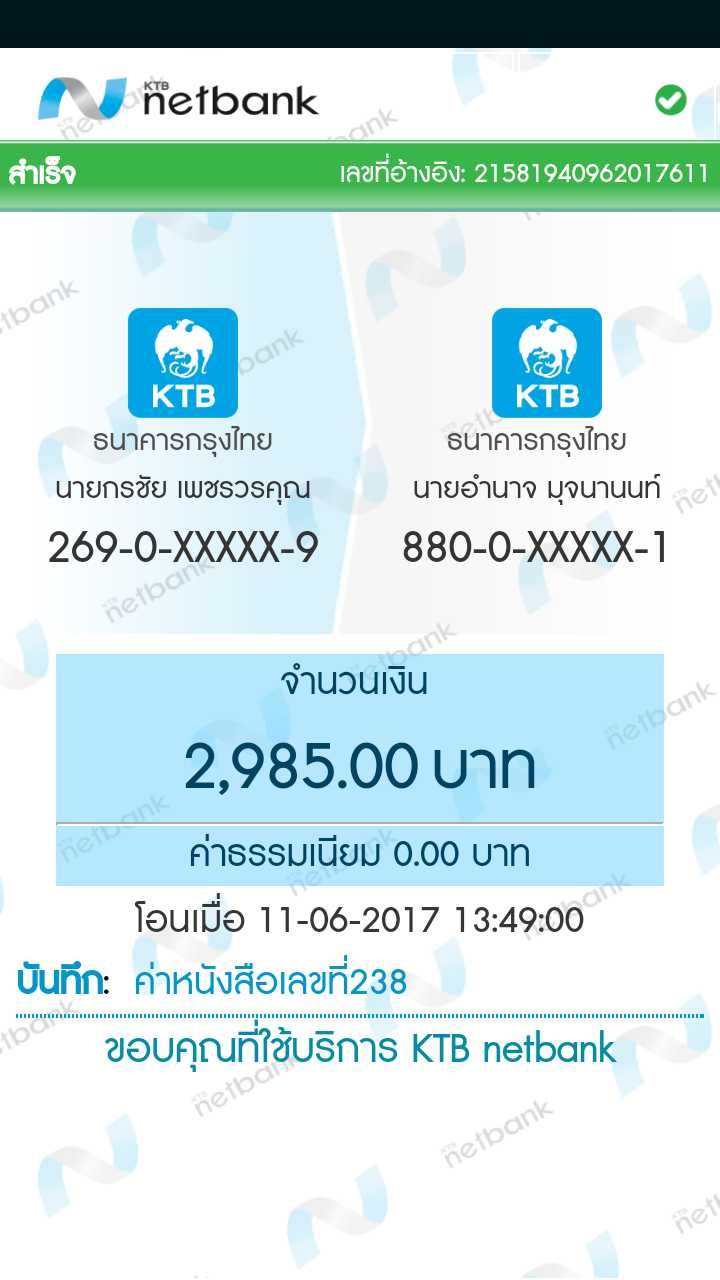 KTB
netbank
สำเร็จ เลขที่อ้างอิง: 21581940962017611
KTB KTB
ธนาคารกรุงไทย ธนาคารกรุงไทย
นายกรชัย เพชรวรคุณ นายอำนาจ มุจนานนท์
269-0-XXXXX-9 880-0-XXXXX-1
จำนวนเงิน
2,985.00 บาท
ค่าธรรมเนียม 0.00 บาท
โอนเมื่อ 11-06-2017 13:49:00
บันทึก: ค่าหนังสือเลขที่238
ขอบคุณที่ใช้บริการ KTB netbank